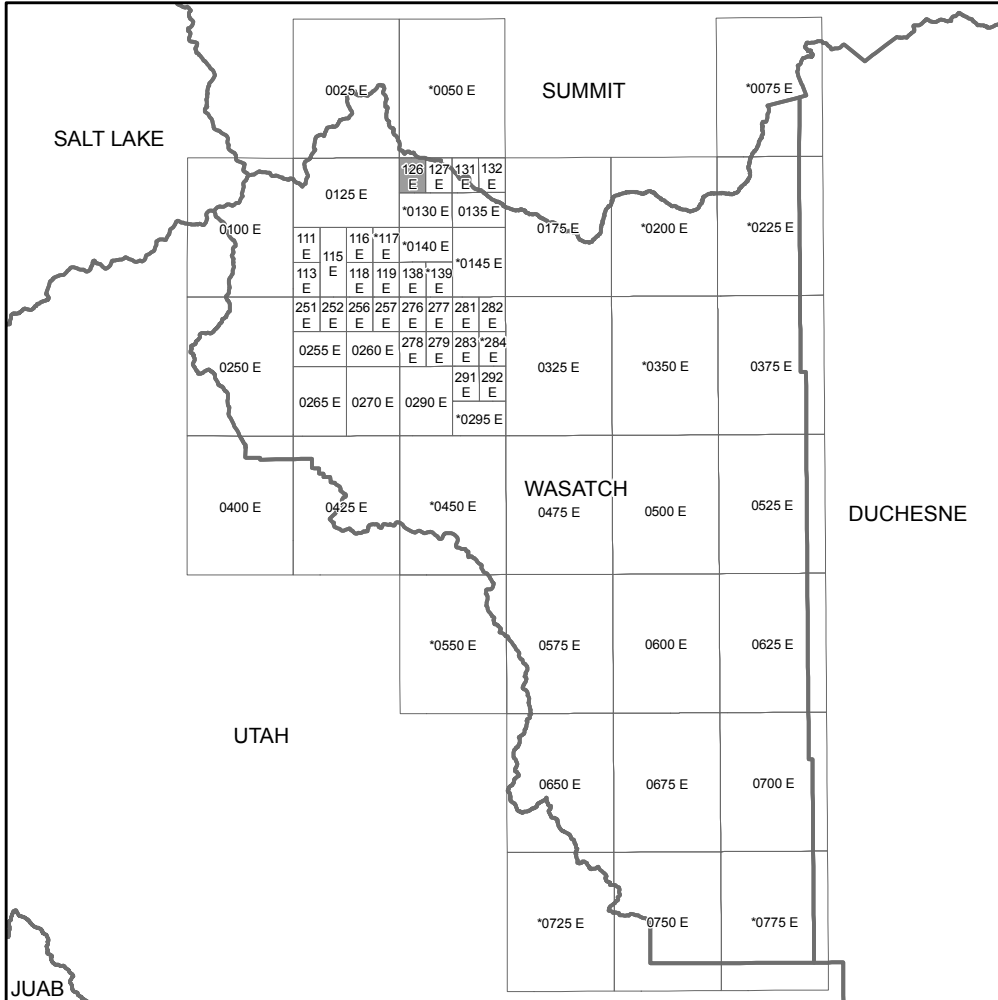 0025 E
*0050 E
SUMMIT
*0075 E
SALT LAKE
126
E
127
E
131
E
132
E
0125 E
*0130 E
0135 E
0100 E
0175 E
*0200 E
*0225 E
111
E
115
E
116
E
*117
E
*0140 E
*0145 E
113
E
118
E
119
E
138
E
*139
E
251
E
252
E
256
E
257
E
276
E
277
E
281
E
282
E
0250 E
0255 E
0260 E
278
E
279
E
283
E
*284
E
0325 E
*0350 E
0375 E
0265 E
0270 E
0290 E
291
E
292
E
*0295 E
WASATCH
0400 E
0425 E
*0450 E
0475 E
0500 E
0525 E
DUCHESNE
*0550 E
0575 E
0600 E
0625 E
UTAH
0650 E
0675 E
0700 E
*0725 E
0750 E
*0775 E
JUAB